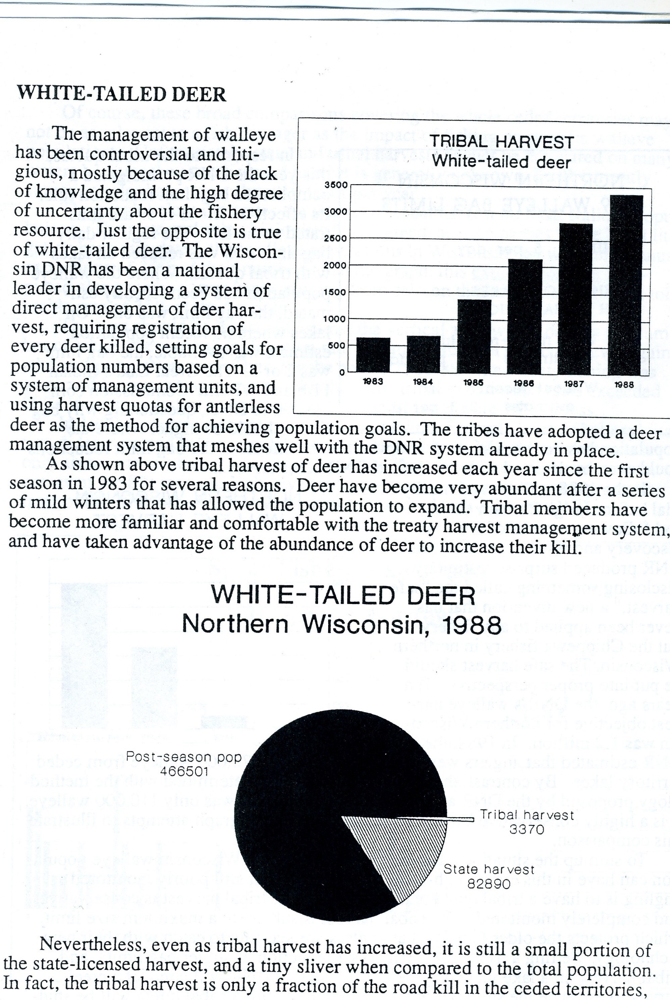 WHITE-TAILED DEER
The management of walleye
has been controversial and liti-
gious, mostly because of the lack
of knowledge and the high degree
of uncertainty about the fishery
resource. Just the opposite is true
of white-tailed deer. The Wiscon-
sin DNR has been a national
leader in developing a system of
direct management of deer har-
vest, requiring registration of
every deer killed, setting goals for
population numbers based on a
system of management units, and
using harvest quotas for antlerless
TRIBAL HARVEST
White-tailed deer
3500
3000
2500
2000
1500
1000
500
0
1983 1984 1985 1986 1987 1988
deer as the method for achieving population goals. The tribes have adopted a deer
management system that meshes well with the DNR system already in place.
As shown above tribal harvest of deer has increased each year since the first
season in 1983 for several reasons. Deer have become very abundant after a series
of mild winters that has allowed the population to expand. Tribal members have
become more familiar and comfortable with the treaty harvest management system,
and have taken advantage of the abundance of deer to increase their kill.
WHITE-TAILED DEER
Northern Wisconsin, 1988
Post-season pop
466501
Tribal harvest
3370
State harvest
82890
Nevertheless, even as tribal harvest has increased, it is still a small portion of
the state-licensed harvest, and a tiny sliver when compared to the total population.
In fact, the tribal harvest is only a fraction of the road kill in the ceded territories,